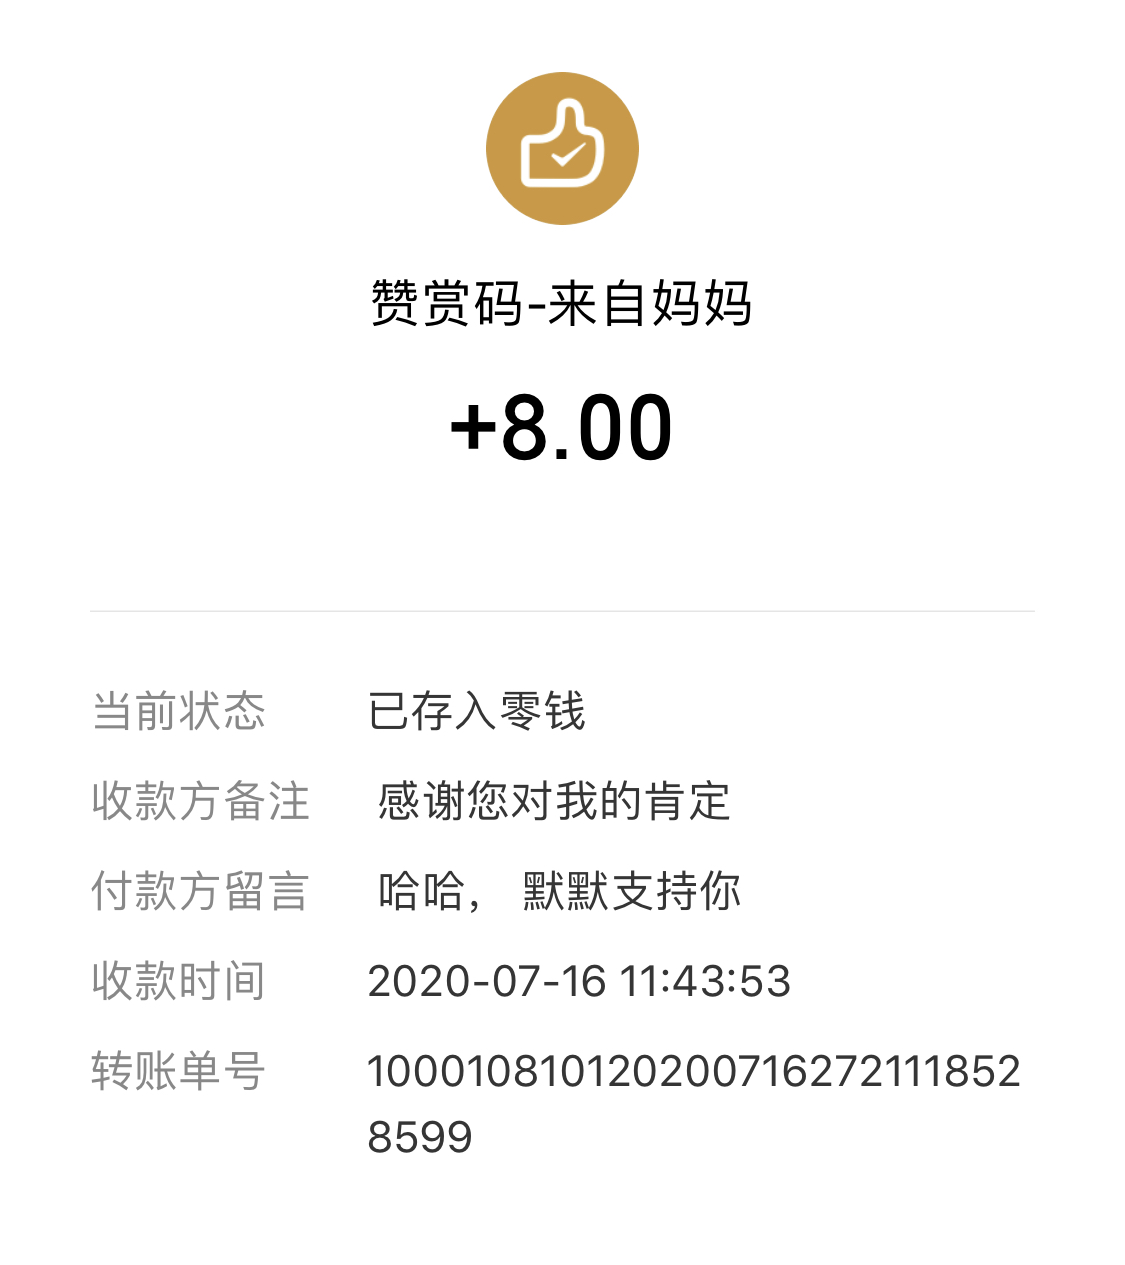 赞赏码-来自妈妈
+8.00
当前状态 已存入零钱
收款方备注 感谢您对我的肯定
付款方留言 哈哈， 默默支持你
收款时间 2020-07-16 11:43:53
转账单号 1000108101202007162721111852
8599